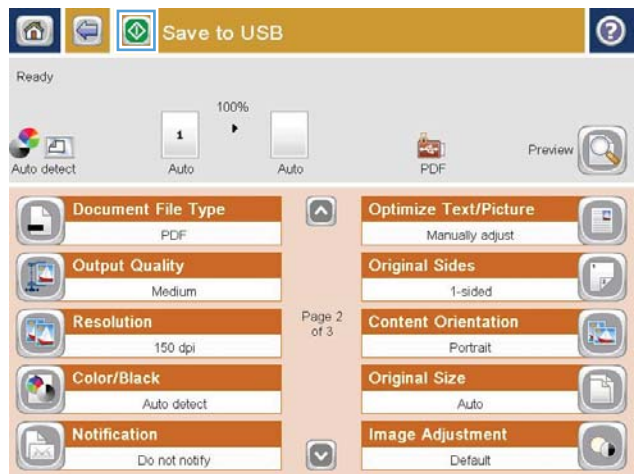 Save to USB
?
Ready
100%
1
Auto detect
Auto
Auto
PDF
Preview
Document File Type
PDF
Output Quality
Medium
Resolution
150 dpi
Color/Black
Auto detect
Notification
Do not notify
Page 2
of 3
Optimize Text/Picture
Manually adjust
Original Sides
1-sided
Content Orientation
Portrait
Original Size
Auto
Image Adjustment
Default